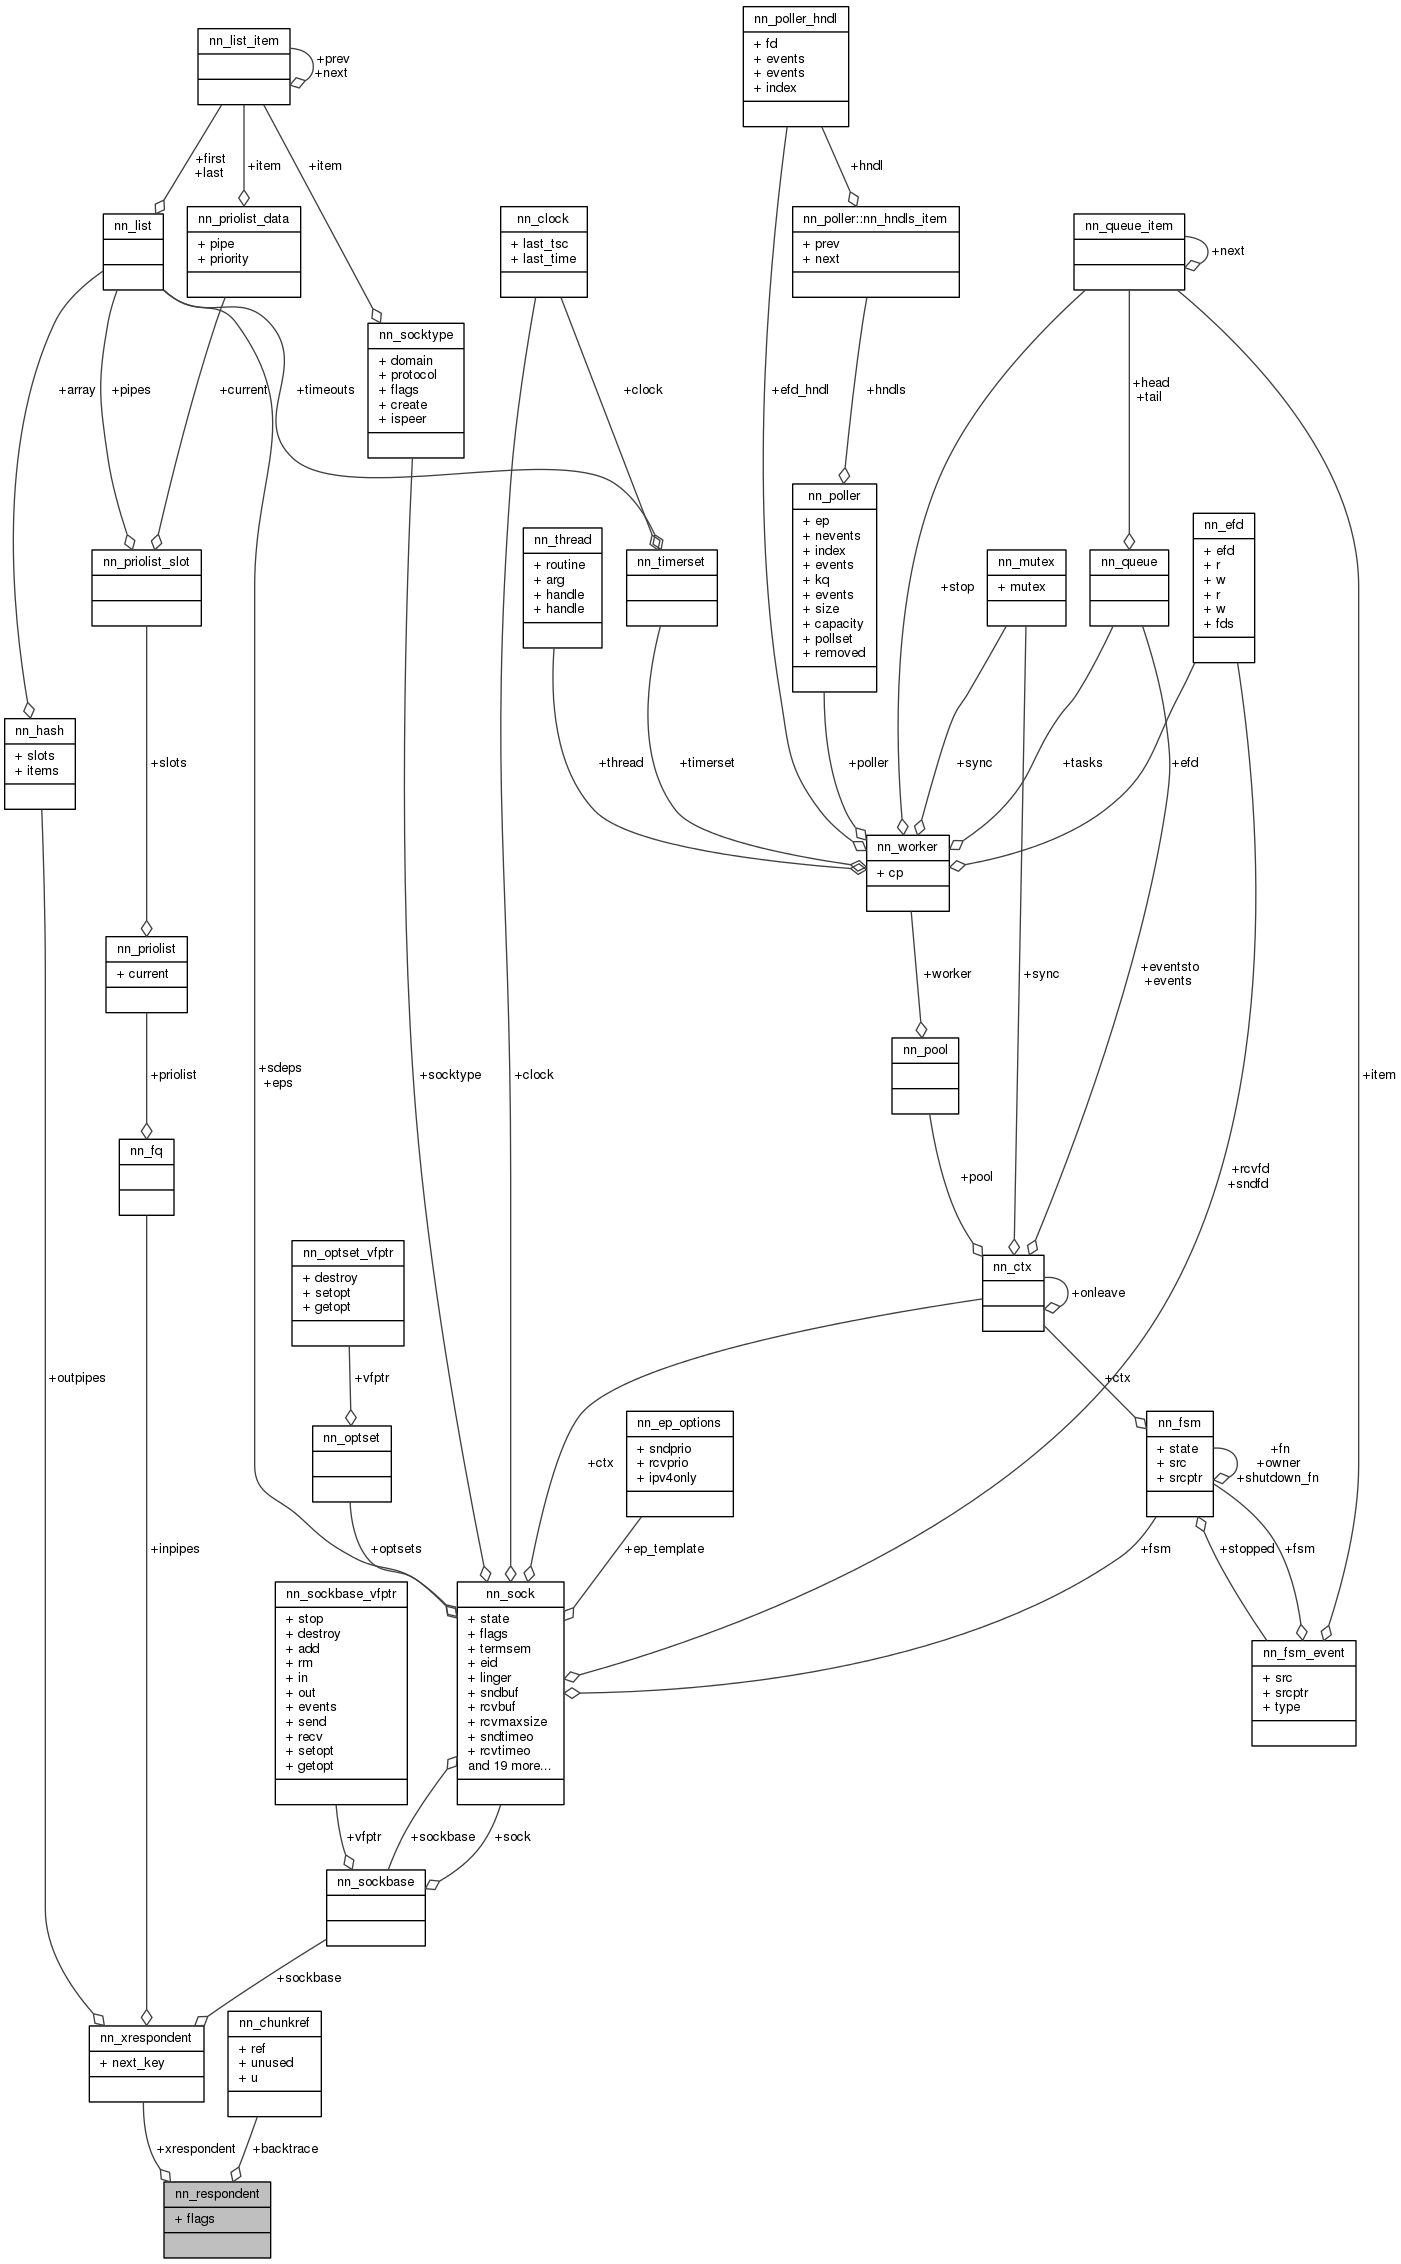 nn_poller_hndl
+ fd
+ events
+ events
+ index
nn_list_item
+prev
+next
+first
+last
+item
+item
+hndl
nn_list
nn_priolist_data
+ pipe
+ priority
nn_clock
+ last_tsc
+ last_time
nn_poller::nn_hndls_item
+ prev
+ next
nn_queue_item
+next
nn_socktype
+ domain
+ protocol
+ flags
+ create
+ ispeer
+array
+pipes
+current
+timeouts
+clock
+efd_hndl
+hndls
+head
+tail
nn_poller
+ ep
+ nevents
+ index
+ events
+ kq
+ events
+ size
+ capacity
+ pollset
+ removed
nn_efd
+ efd
+ r
+ w
+ r
+ w
+ fds
nn_thread
+ routine
+ arg
+ handle
+ handle
nn_priolist_slot
nn_timerset
nn_mutex
+ mutex
nn_queue
+stop
nn_hash
+ slots
+ items
+slots
+thread
+timerset
+poller
+sync
+tasks
+efd
nn_worker
+ cp
nn_priolist
+ current
+worker
+sync
+eventsto
+events
nn_pool
+priolist
+sdeps
+eps
+socktype
+clock
+item
nn_fq
+pool
+rcvfd
+sndfd
nn_optset_vfptr
+ destroy
+ setopt
+ getopt
nn_ctx
+onleave
+outpipes
+vfptr
+ctx
nn_optset
nn_ep_options
+ sndprio
+ rcvprio
+ ipv4only
nn_fsm
+ state
+ src
+ srcptr
+fn
+owner
+shutdown_fn
+ctx
+inpipes
+optsets
+ep_template
+fsm
+stopped
+fsm
nn_sockbase_vfptr
+ stop
+ destroy
+ add
+ rm
+ in
+ out
+ events
+ send
+ recv
+ setopt
+ getopt
nn_sock
+ state
+ flags
+ termsem
+ eid
+ linger
+ sndbuf
+ rcvbuf
+ rcvmaxsize
+ sndtimeo
+ rcvtimeo
and 19 more...
nn_fsm_event
+ src
+ srcptr
+ type
+vfptr
+sockbase
+sock
nn_sockbase
+sockbase
nn_xrespondent
+ next_key
nn_chunkref
+ ref
+ unused
+ u
+xrespondent
+backtrace
nn_respondent
+ flags